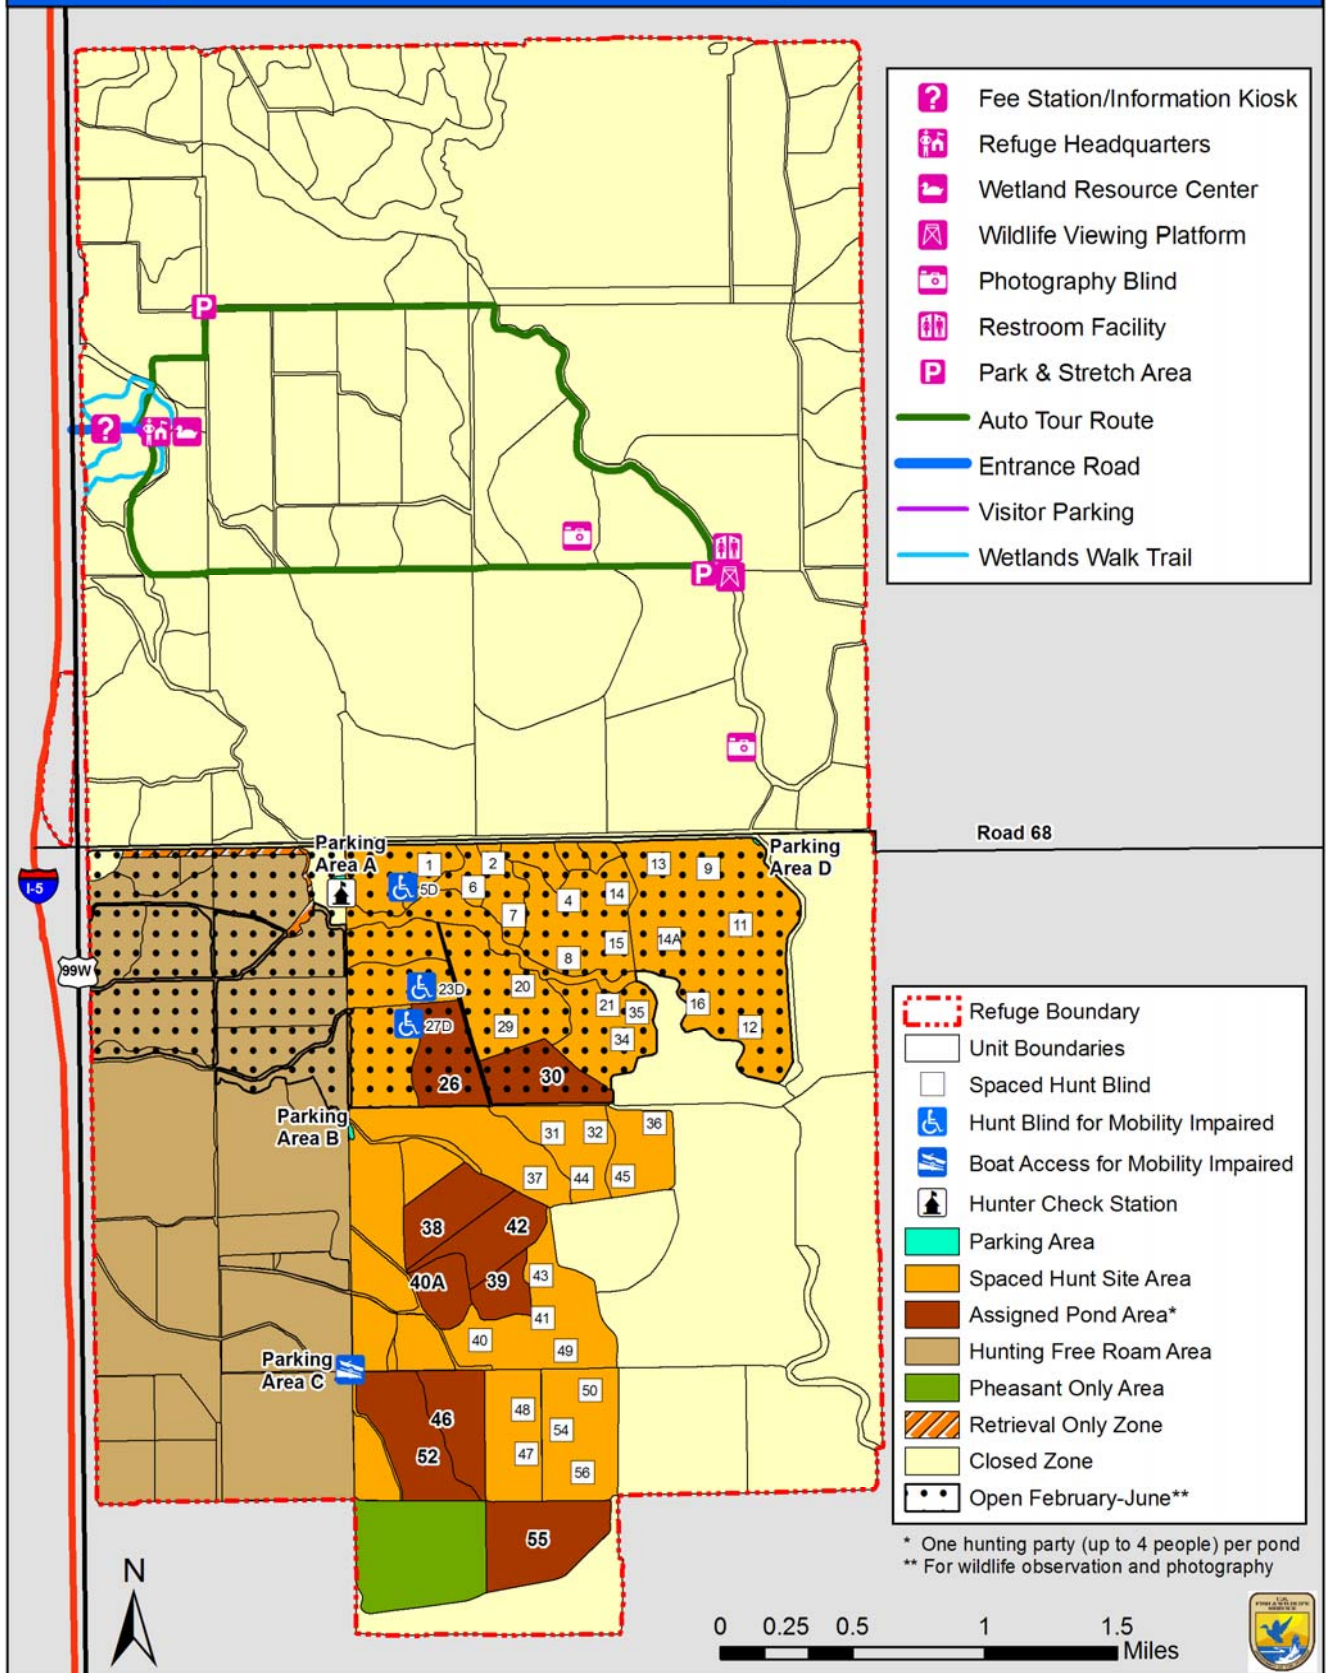 ?
Fee Station/Information Kiosk
Refuge Headquarters
Wetland Resource Center
Wildlife Viewing Platform
Photography Blind
Restroom Facility
P
Park & Stretch Area
Auto Tour Route
Entrance Road
Visitor Parking
Wetlands Walk Trail
P
?
P
Road 68
Parking
Area A
Parking
Area D
I-5
99W
1
2
13
9
5D
6
4
14
7
11
14A
15
8
23D
20
21
35
16
27D
29
34
12
26
30
Parking
Area B
31
32
36
37
44
45
38
42
40A
39
43
41
40
49
Parking
Area C
50
46
48
54
52
47
56
55
Refuge Boundary
Unit Boundaries
Spaced Hunt Blind
Hunt Blind for Mobility Impaired
Boat Access for Mobility Impaired
Hunter Check Station
Parking Area
Spaced Hunt Site Area
Assigned Pond Area*
Hunting Free Roam Area
Pheasant Only Area
Retrieval Only Zone
Closed Zone
Open February-June**
* One hunting party (up to 4 people) per pond
** For wildlife observation and photography
N
0 0.25 0.5 1 1.5
Miles
U.S.
FISH & WILDLIFE
SERVICE